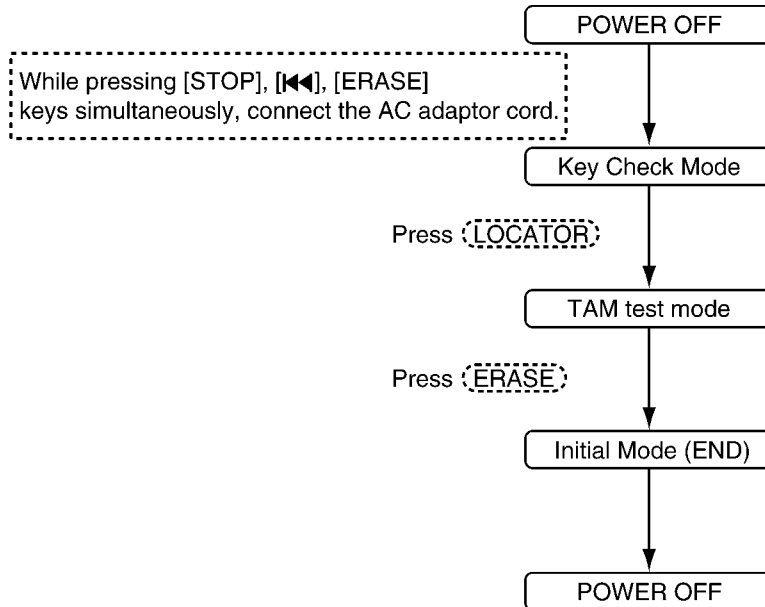 POWER OFF
While pressing [STOP], [⏮], [ERASE]
keys simultaneously, connect the AC adaptor cord.
Key Check Mode
Press LOCATOR
TAM test mode
Press ERASE
Initial Mode (END)
POWER OFF